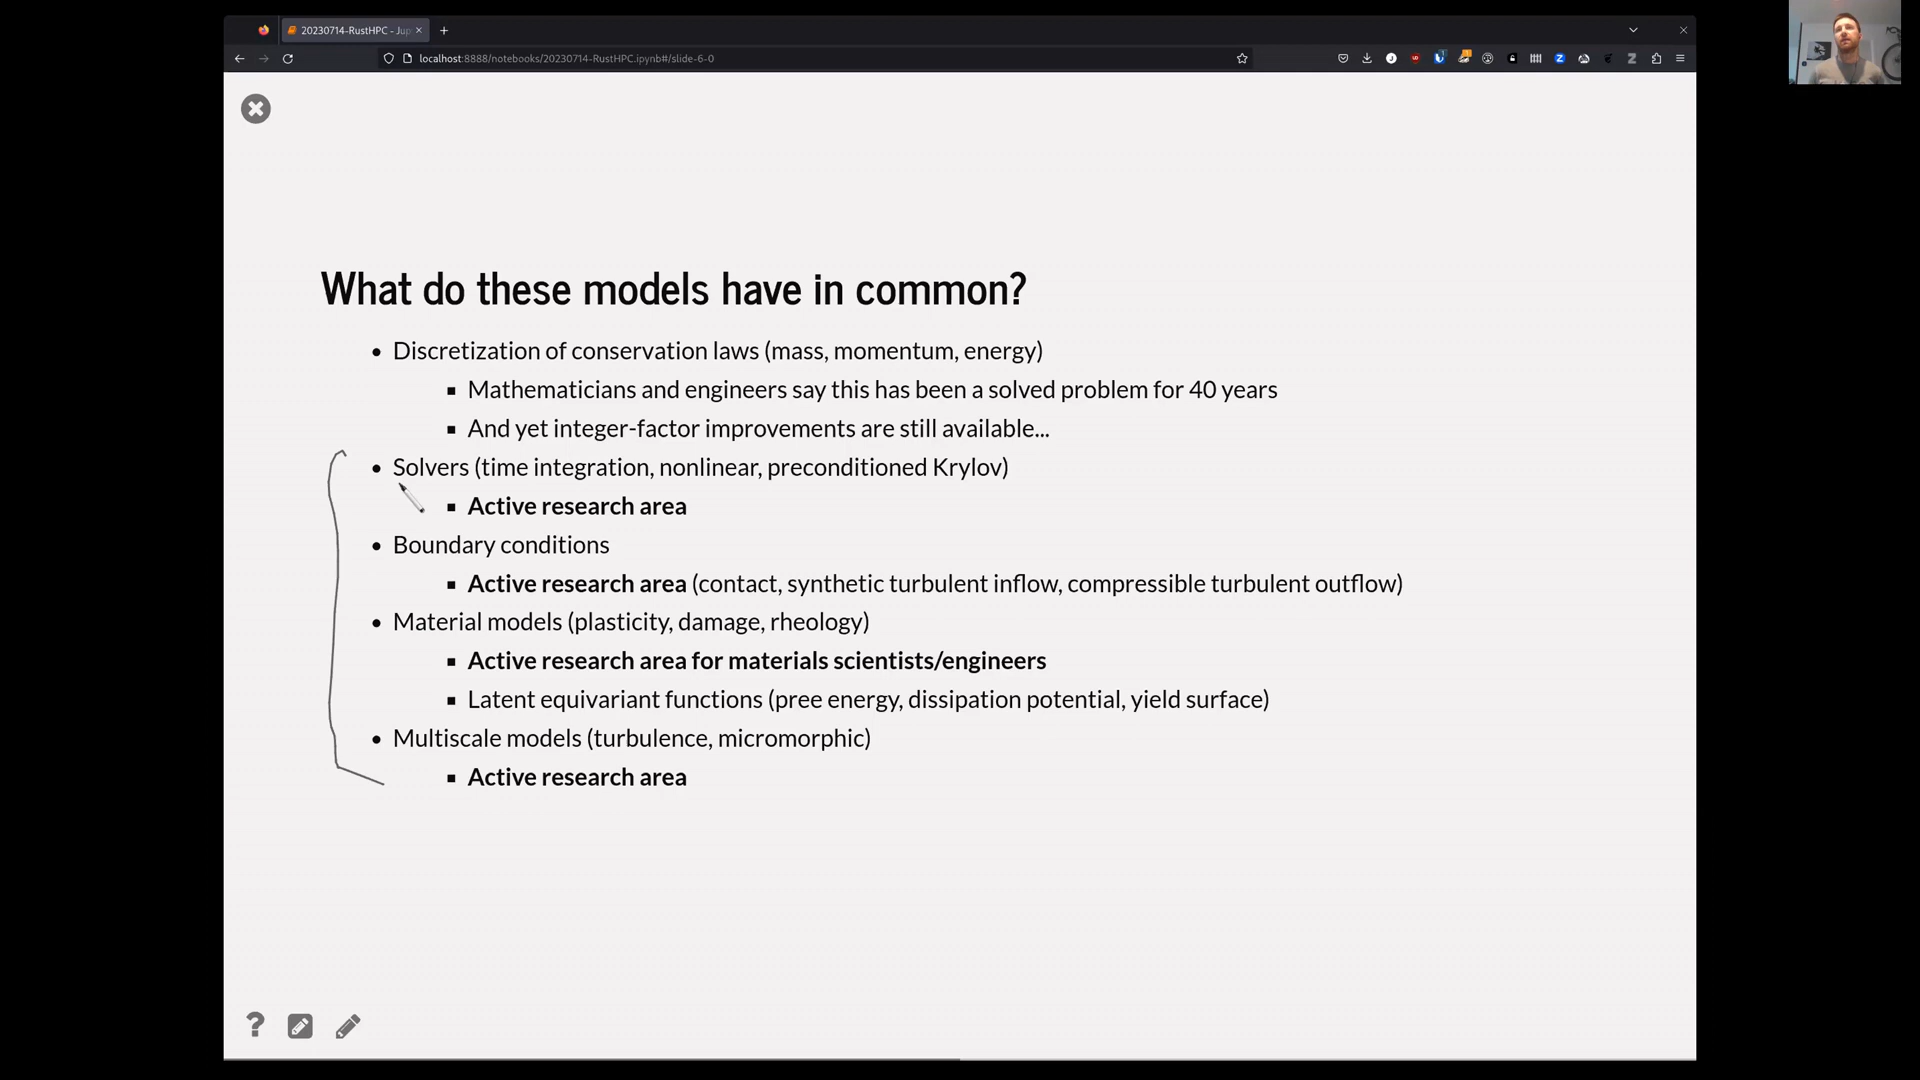 20230714-RustHPC - Jup
localhost:8888/notebooks/20230714-RustHPC.ipynb#/slide-6-0
What do these models have in common?
• Discretization of conservation laws (mass, momentum, energy)
▪ Mathematicians and engineers say this has been a solved problem for 40 years
▪ And yet integer-factor improvements are still available...
• Solvers (time integration, nonlinear, preconditioned Krylov)
▪ Active research area
• Boundary conditions
▪ Active research area (contact, synthetic turbulent inflow, compressible turbulent outflow)
• Material models (plasticity, damage, rheology)
▪ Active research area for materials scientists/engineers
▪ Latent equivariant functions (pree energy, dissipation potential, yield surface)
• Multiscale models (turbulence, micromorphic)
▪ Active research area